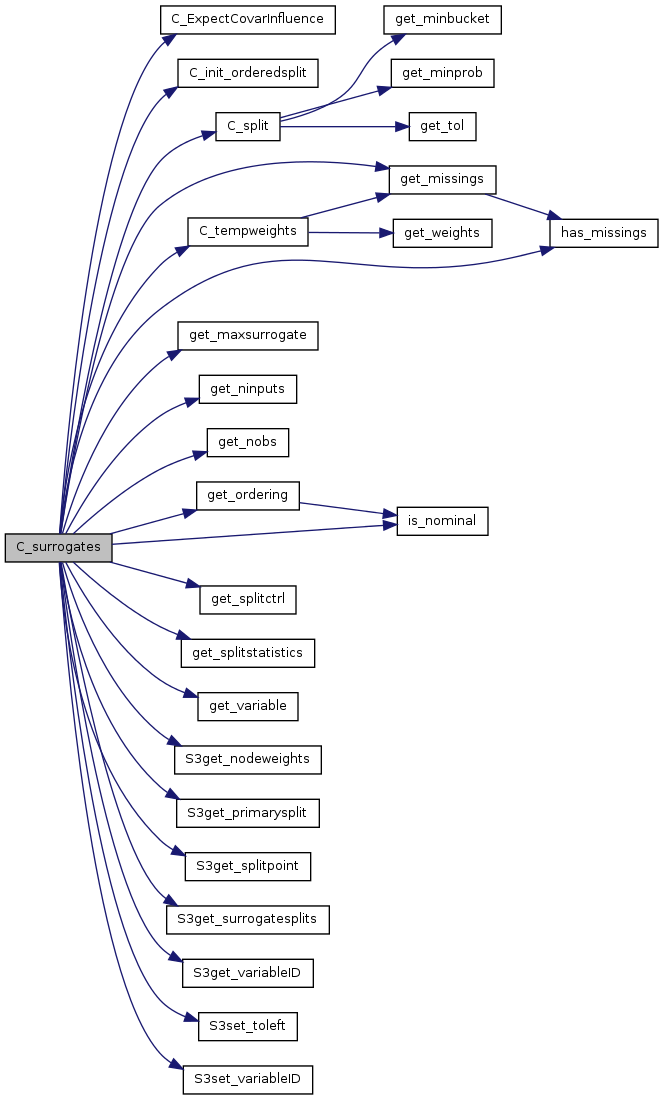 C_ExpectCovarInfluence
get_minbucket
C_init_orderedsplit
get_minprob
C_split
get_tol
get_missings
C_tempweights
get_weights
has_missings
get_maxsurrogate
get_ninputs
get_nobs
get_ordering
is_nominal
C_surrogates
get_splitctrl
get_splitstatistics
get_variable
S3get_nodeweights
S3get_primarysplit
S3get_splitpoint
S3get_surrogatesplits
S3get_variableID
S3set_toleft
S3set_variableID